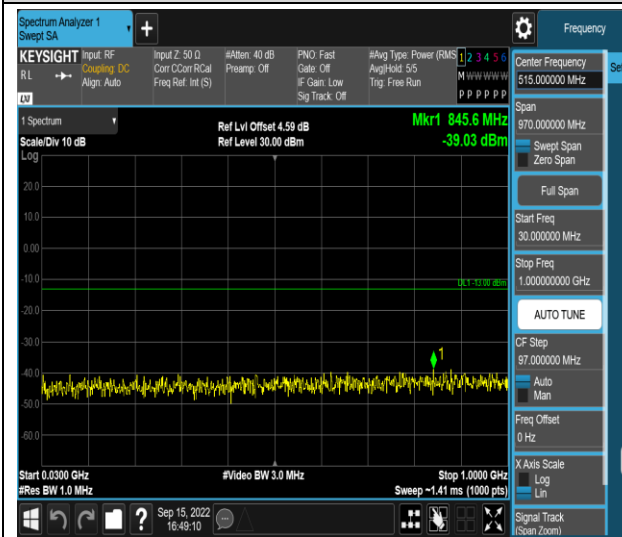 Spectrum Analyzer 1
Swept SA
+
Frequency
KEYSIGHT
RL
LXI
Input: RF
Coupling: DC
Align: Auto
Input Z: 50 Ω
Corr CCorr RCal
Freq Ref: Int (S)
#Atten: 40 dB
Preamp: Off
PNO: Fast
Gate: Off
IF Gain: Low
Sig Track: Off
#Avg Type: Power (RMS
Avg|Hold: 5/5
Trig: Free Run
1 2 3 4 5 6
M W W W W W
P P P P P P
1 Spectrum
Scale/Div 10 dB
Log
Ref Lvl Offset 4.59 dB
Ref Level 30.00 dBm
Mkr1 845.6 MHz
-39.03 dBm
20.0
10.0
0.00
-10.0
DL1 -13.00 dBm
-20.0
-30.0
1
-40.0
-50.0
-60.0
Start 0.0300 GHz
#Res BW 1.0 MHz
#Video BW 3.0 MHz
Stop 1.0000 GHz
Sweep ~1.41 ms (1000 pts)
?
Sep 15, 2022
16:49:10
Center Frequency
515.000000 MHz
Span
970.000000 MHz
Swept Span
Zero Span
Full Span
Start Freq
30.000000 MHz
Stop Freq
1.000000000 GHz
AUTO TUNE
CF Step
97.000000 MHz
Auto
Man
Freq Offset
0 Hz
X Axis Scale
Log
Lin
Signal Track
(Span Zoom)